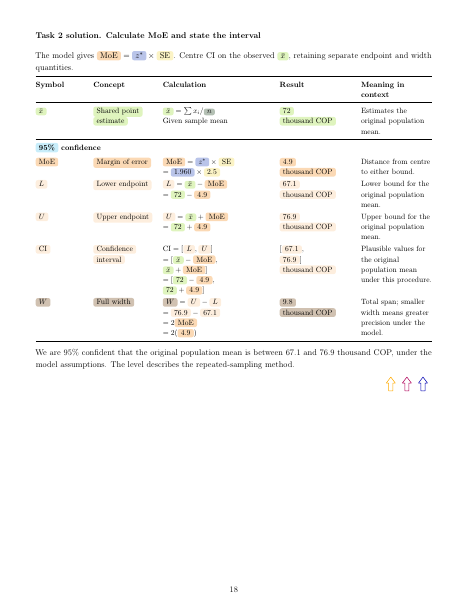 Task 2 solution. Calculate MoE and state the interval
The model gives MoE = z* × SE . Centre CI on the observed x̄ , retaining separate endpoint and width
quantities.
Symbol Concept Calculation Result Meaning in
context
x̄ Shared point x̄ = ∑ xᵢ/n 72 Estimates the
estimate Given sample mean thousand COP original population
mean.
95% confidence
MoE Margin of error MoE = z* × SE 4.9 Distance from centre
= 1.960 × 2.5 thousand COP to either bound.
L Lower endpoint L = x̄ − MoE 67.1 Lower bound for the
= 72 − 4.9 thousand COP original population
mean.
U Upper endpoint U = x̄ + MoE 76.9 Upper bound for the
= 72 + 4.9 thousand COP original population
mean.
CI Confidence CI = [ L , U ] [ 67.1 , Plausible values for
interval = [ x̄ − MoE , 76.9 ] the original
x̄ + MoE ] thousand COP population mean
= [ 72 − 4.9 , under this procedure.
72 + 4.9 ]
W Full width W = U − L 9.8 Total span; smaller
= 76.9 − 67.1 thousand COP width means greater
= 2 MoE precision under the
= 2( 4.9 ) model.
We are 95% confident that the original population mean is between 67.1 and 76.9 thousand COP, under the
model assumptions. The level describes the repeated-sampling method.
18